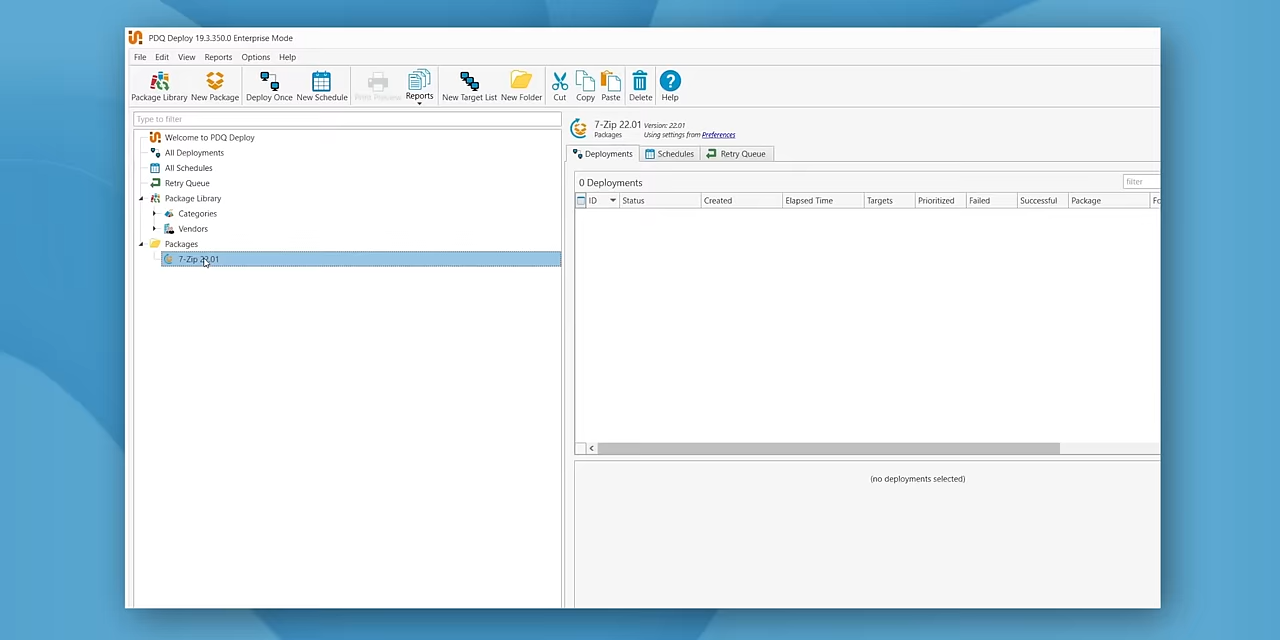 PDQ Deploy 19.3.350.0 Enterprise Mode
File Edit View Reports Options Help
Package Library New Package Deploy Once New Schedule Print Preview Reports New Target List New Folder Cut Copy Paste Delete Help
Type to filter
Welcome to PDQ Deploy
All Deployments
All Schedules
Retry Queue
Package Library
Categories
Vendors
Packages
7-Zip 22.01
7-Zip 22.01 Version: 22.01
Packages Using settings from Preferences
Deployments Schedules Retry Queue
0 Deployments filter
ID Status Created Elapsed Time Targets Prioritized Failed Successful Package Fo
(no deployments selected)